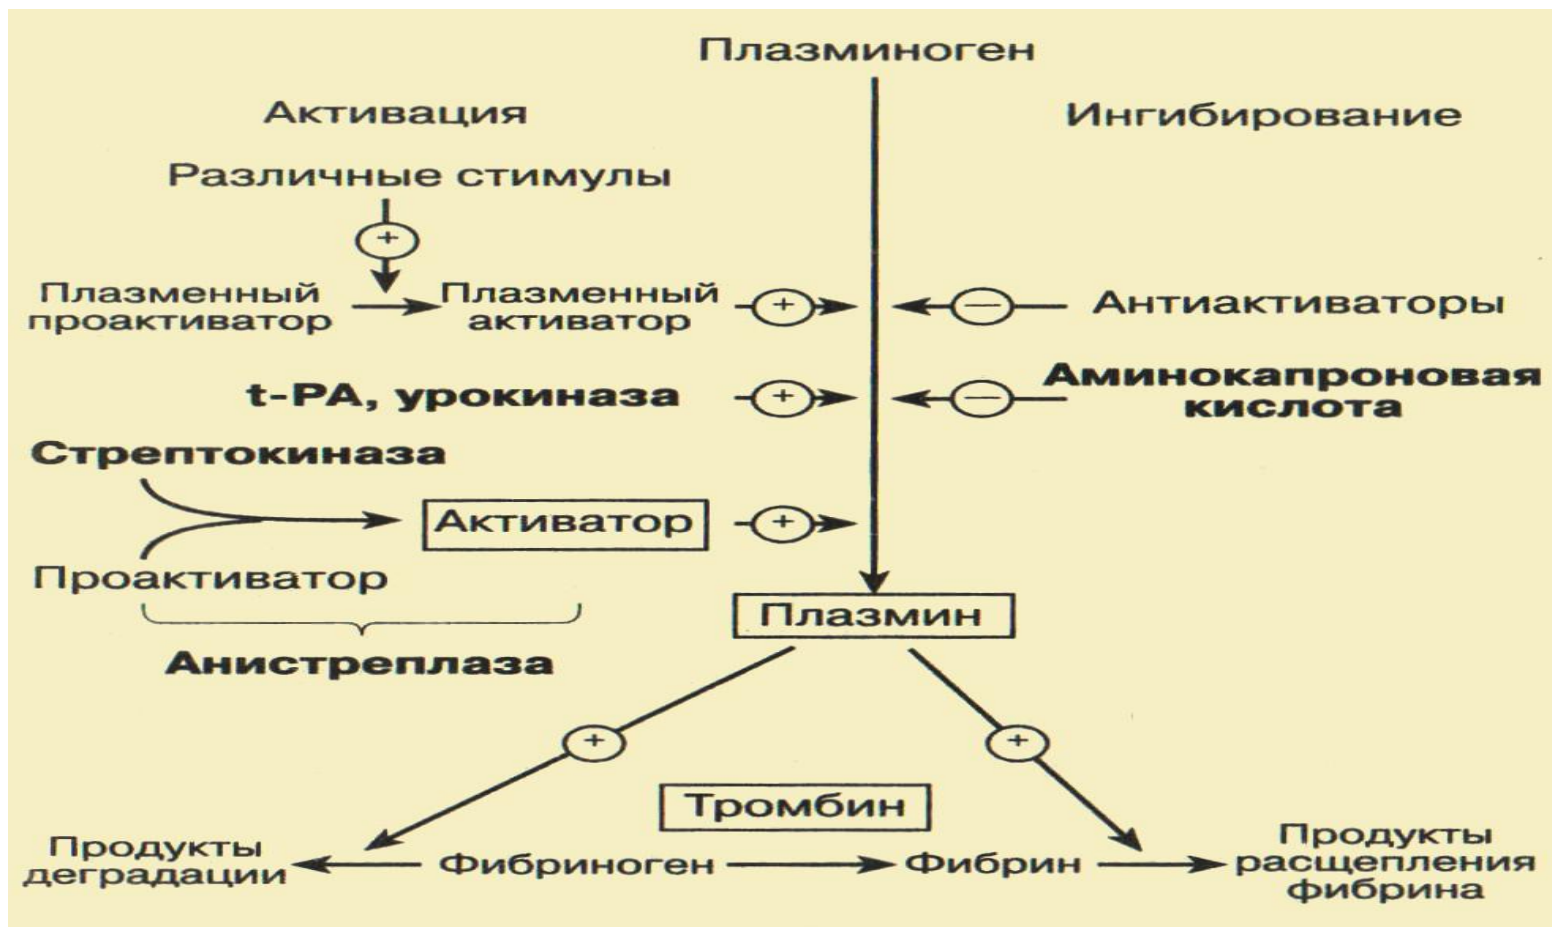 Плазминоген
Активация
Ингибирование
Различные стимулы
+
Плазменный
проактиватор
Плазменный
активатор
+
−
Антиактиваторы
t-PA, урокиназа
+
−
Аминокапроновая
кислота
Стрептокиназа
Активатор
+
Проактиватор
Плазмин
Анистреплаза
+
+
Тромбин
Продукты
деградации
Фибриноген
Фибрин
Продукты
расщепления
фибрина